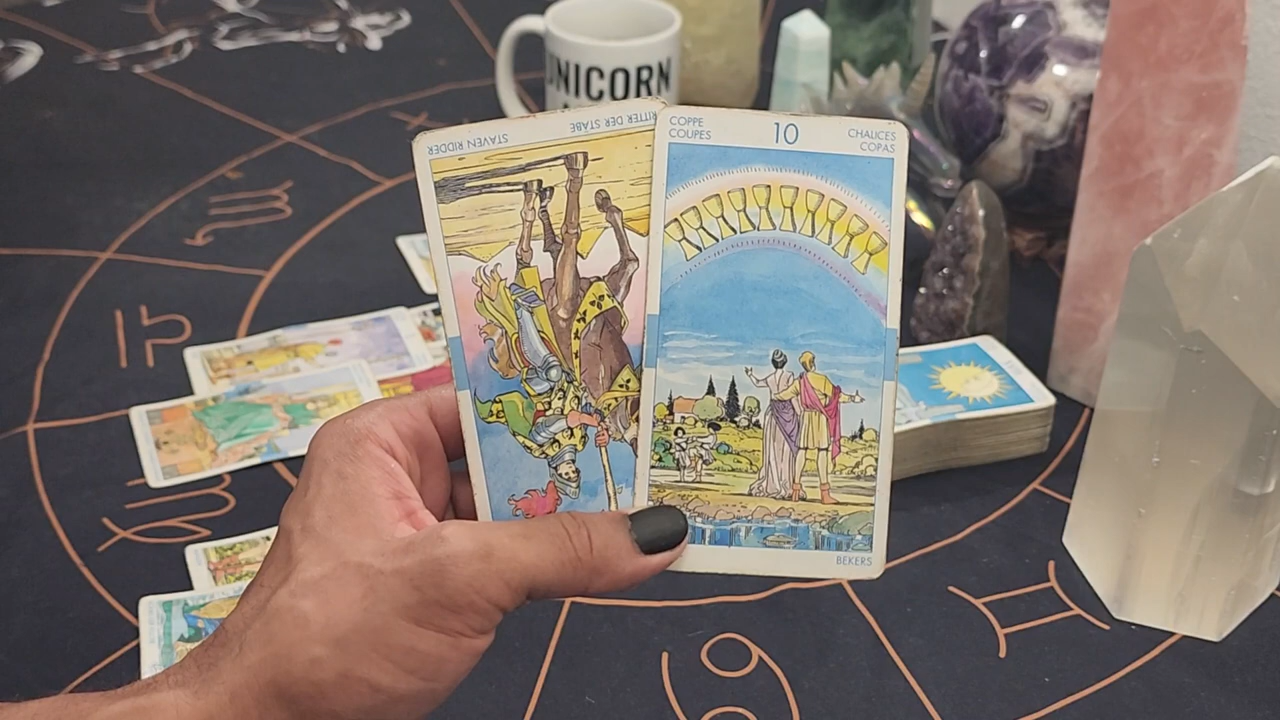 UNICORN
STAVEN RIDDER
RITTER DER STÄBE
COPPE
COUPES
10
CHALICES
COPAS
BEKERS